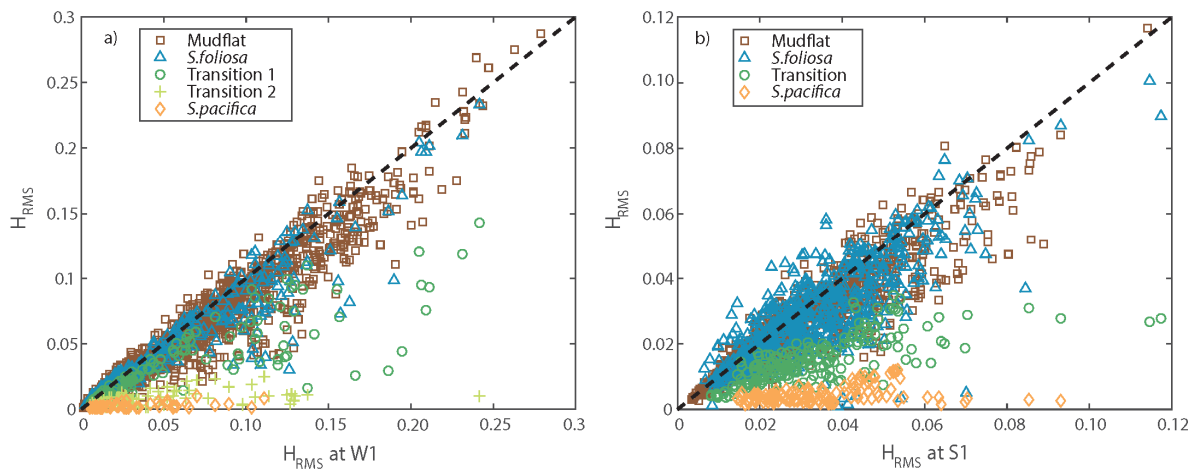 a)
Mudflat
S.foliosa
Transition 1
Transition 2
S.pacifica
0.3
0.25
0.2
0.15
0.1
0.05
0
H_RMS
0 0.05 0.10 0.15 0.20 0.25 0.3
H_RMS at W1
b)
Mudflat
S.foliosa
Transition
S.pacifica
0.12
0.10
0.08
0.06
0.04
0.02
0
H_RMS
0 0.02 0.04 0.06 0.08 0.10 0.12
H_RMS at S1